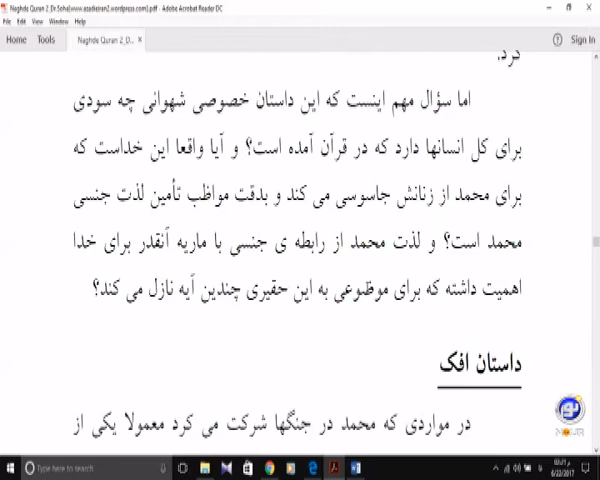 Naghde Quran 2_Dr.Soha(www.azadieiran2.wordpress.com).pdf - Adobe Acrobat Reader DC
File Edit View Window Help
Home Tools Naghde Quran 2_D... × Sign In
کرد.
اما سؤال مهم اینست که این داستان خصوصی شهوانی چه سودی
برای کل انسانها دارد که در قرآن آمده است؟ و آیا واقعا این خداست که
برای محمد از زنانش جاسوسی می کند و بدقت مواظب تأمین لذت جنسی
محمد است؟ و لذت محمد از رابطه ی جنسی با ماریه آنقدر برای خدا
اهمیت داشته که برای موظوعی به این حقیری چندین آیه نازل می کند؟
داستان افک
در مواردی که محمد در جنگها شرکت می کرد معمولا یکی از
Type here to search
6/22/2017